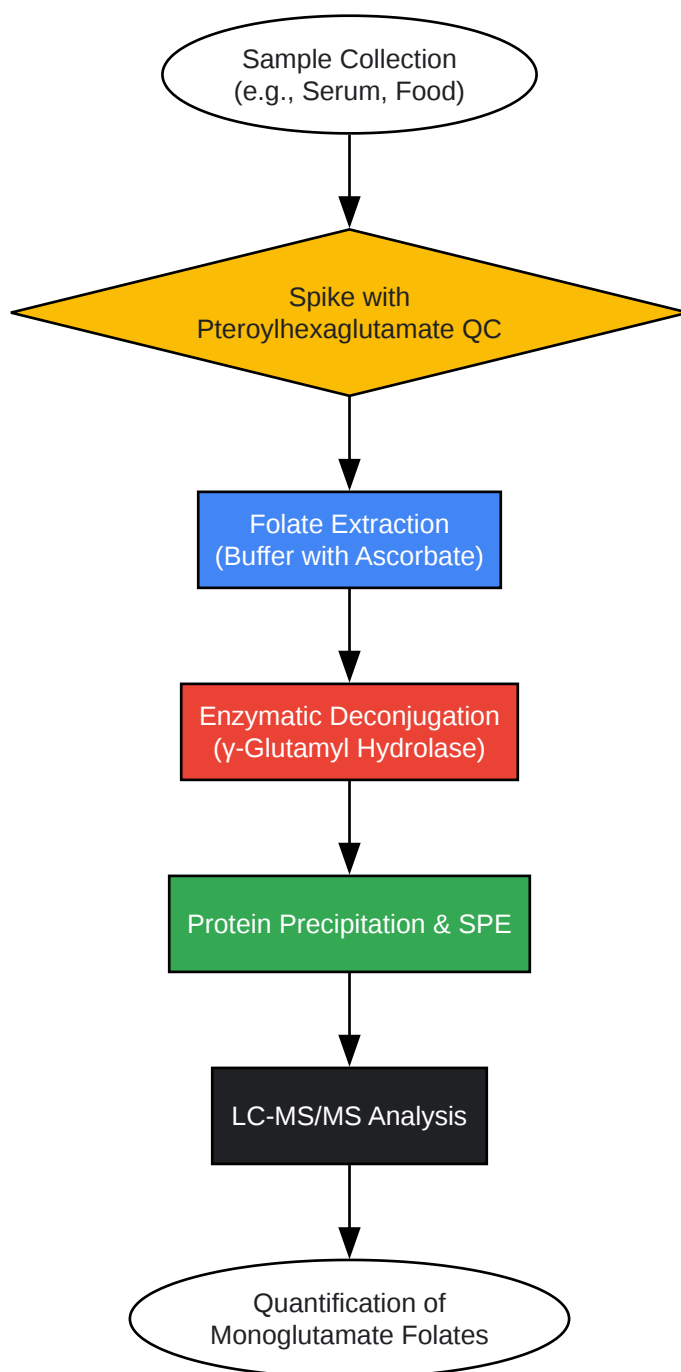 Sample Collection
(e.g., Serum, Food)
Spike with
Pteroylhexaglutamate QC
Folate Extraction
(Buffer with Ascorbate)
Enzymatic Deconjugation
(γ-Glutamyl Hydrolase)
Protein Precipitation & SPE
LC-MS/MS Analysis
Quantification of
Monoglutamate Folates